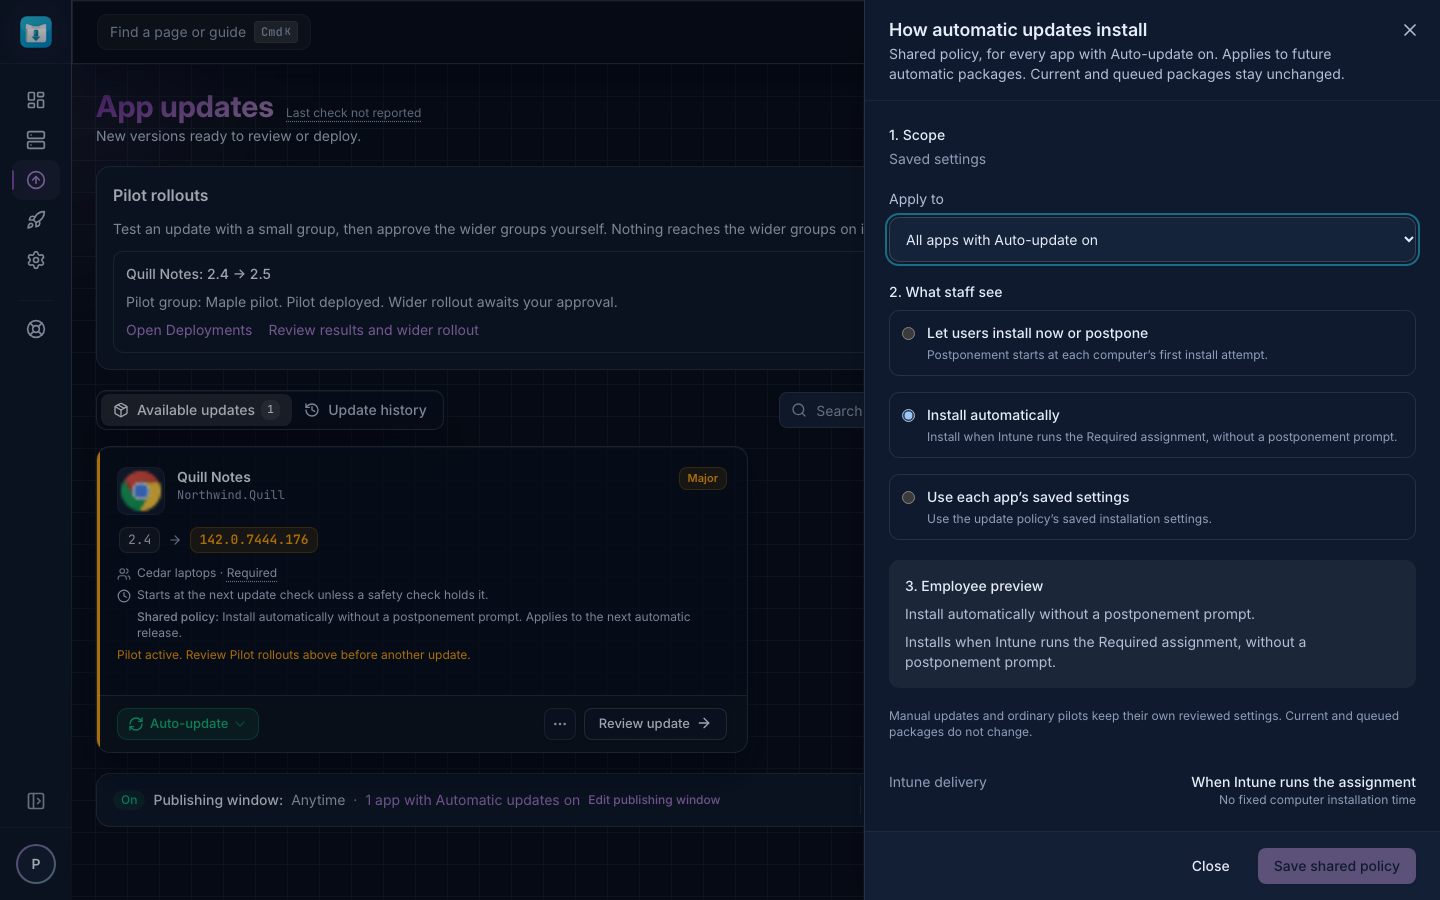 Find a page or guide Cmd K
App updates Last check not reported
New versions ready to review or deploy.
Pilot rollouts
Test an update with a small group, then approve the wider groups yourself. Nothing reaches the wider groups on i
Quill Notes: 2.4 → 2.5
Pilot group: Maple pilot. Pilot deployed. Wider rollout awaits your approval.
Open Deployments Review results and wider rollout
Available updates 1 Update history
Search
Quill Notes
Northwind.Quill
Major
2.4 → 142.0.7444.176
Cedar laptops · Required
Starts at the next update check unless a safety check holds it.
Shared policy: Install automatically without a postponement prompt. Applies to the next automatic
release.
Pilot active. Review Pilot rollouts above before another update.
Auto-update
Review update →
On Publishing window: Anytime · 1 app with Automatic updates on Edit publishing window
P
How automatic updates install
Shared policy, for every app with Auto-update on. Applies to future
automatic packages. Current and queued packages stay unchanged.
1. Scope
Saved settings
Apply to
All apps with Auto-update on
2. What staff see
Let users install now or postpone
Postponement starts at each computer’s first install attempt.
Install automatically
Install when Intune runs the Required assignment, without a postponement prompt.
Use each app’s saved settings
Use the update policy’s saved installation settings.
3. Employee preview
Install automatically without a postponement prompt.
Installs when Intune runs the Required assignment, without a
postponement prompt.
Manual updates and ordinary pilots keep their own reviewed settings. Current and queued
packages do not change.
Intune delivery When Intune runs the assignment
No fixed computer installation time
Close Save shared policy